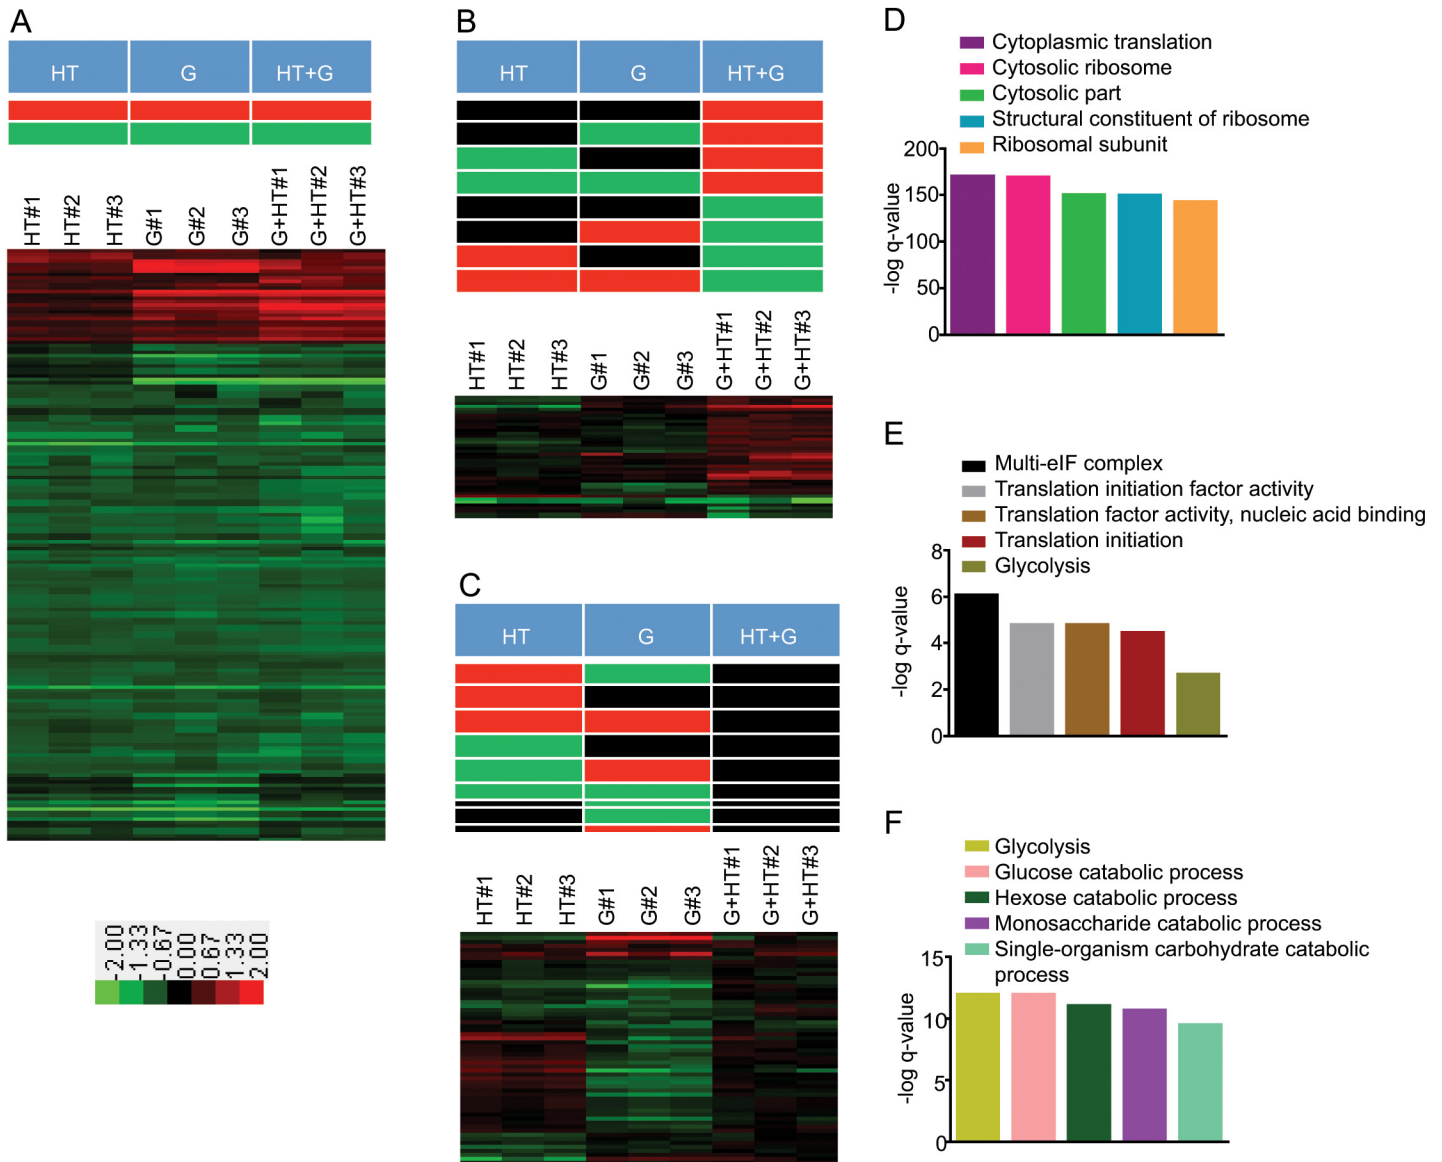 A
HT G HT+G
HT#1 HT#2 HT#3 G#1 G#2 G#3 G+HT#1 G+HT#2 G+HT#3
-2.00 -1.33 -0.67 0.00 0.67 1.33 2.00
B
HT G HT+G
HT#1 HT#2 HT#3 G#1 G#2 G#3 G+HT#1 G+HT#2 G+HT#3
C
HT G HT+G
HT#1 HT#2 HT#3 G#1 G#2 G#3 G+HT#1 G+HT#2 G+HT#3
D
Cytoplasmic translation
Cytosolic ribosome
Cytosolic part
Structural constituent of ribosome
Ribosomal subunit
-log q-value
200
150
100
50
0
E
Multi-eIF complex
Translation initiation factor activity
Translation factor activity, nucleic acid binding
Translation initiation
Glycolysis
-log q-value
8
6
4
2
0
F
Glycolysis
Glucose catabolic process
Hexose catabolic process
Monosaccharide catabolic process
Single-organism carbohydrate catabolic
process
-log q-value
15
10
5
0